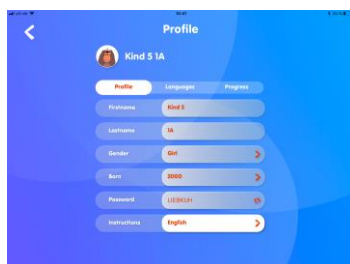 Profile
Kind 5 1A
Profile Languages Progress
Firstname Kind 5
Lastname 1A
Gender Girl
Born 2000
Password LIEBKUH
Instructions English